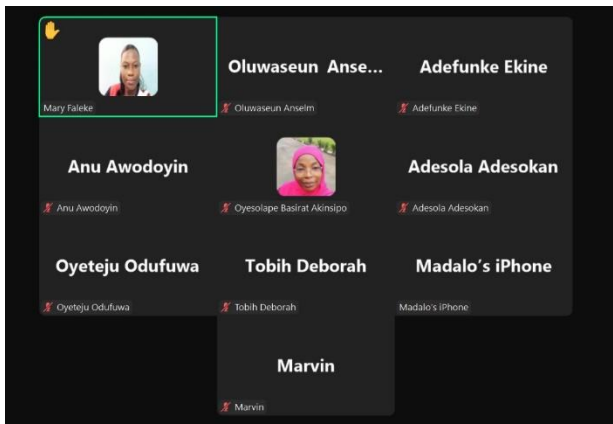 Oluwaseun Anse...
Adefunke Ekine
Mary Faleke
Oluwaseun Anselm
Adefunke Ekine
Anu Awodoyin
Adesola Adesokan
Anu Awodoyin
Oyesolape Basirat Akinsipo
Adesola Adesokan
Oyeteju Odufuwa
Tobih Deborah
Madalo's iPhone
Oyeteju Odufuwa
Tobih Deborah
Madalo's iPhone
Marvin
Marvin